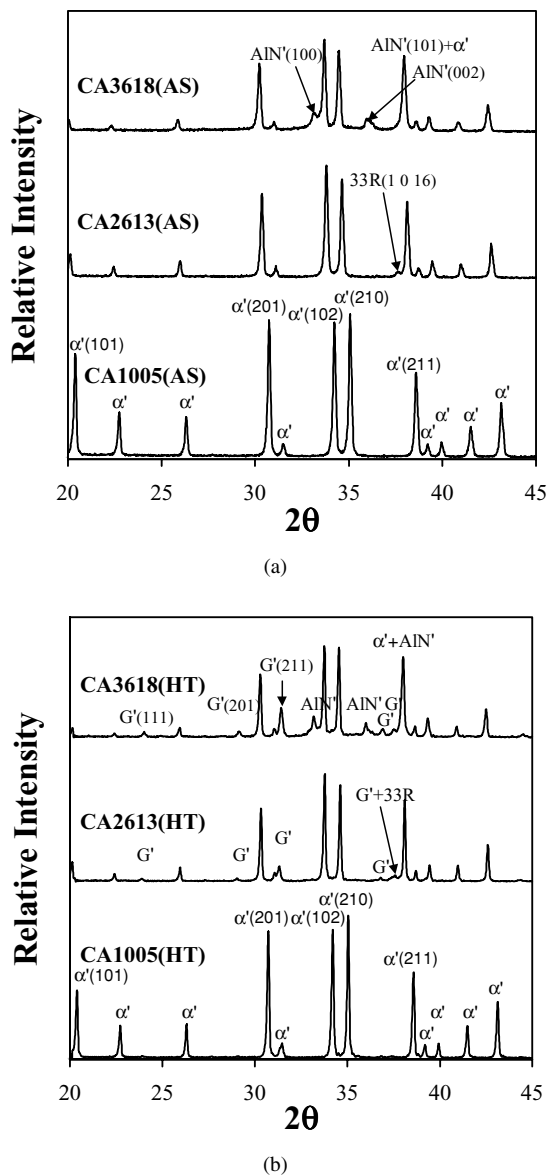 AlN'(100)
AlN'(101)+α'
AlN'(002)
CA3618(AS)
33R(1 0 16)
CA2613(AS)
α'(201)
α'(102)
α'(210)
α'(101)
α'(211)
CA1005(AS)
α'
α'
α'
α'
α'
α'
α'
Relative Intensity
20 25 30 35 40 45
2θ
(a)
α'+AlN'
G'(211)
CA3618(HT)
G'(111)
G'(201)
AlN'
AlN'
G'
G'
CA2613(HT)
G'+33R
G'
G'
G'
G'
α'(210)
α'(201)
α'(102)
CA1005(HT)
α'(101)
α'(211)
α'
α'
α'
α'
α'
α'
α'
Relative Intensity
20 25 30 35 40 45
2θ
(b)